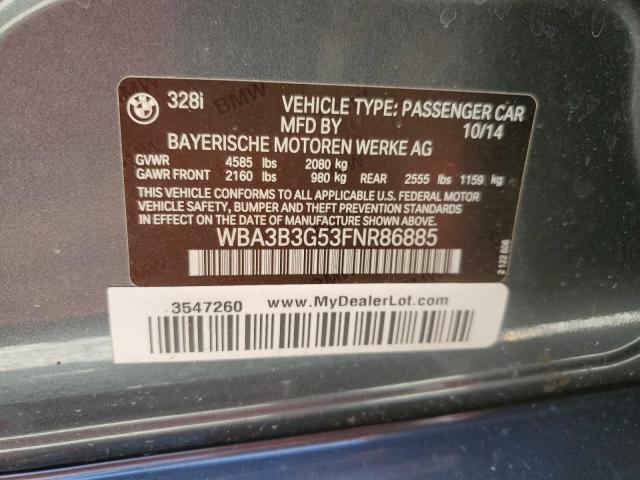 328i VEHICLE TYPE: PASSENGER CAR
MFD BY 10/14
BAYERISCHE MOTOREN WERKE AG
GVWR 4585 lbs 2080 kg
GAWR FRONT 2160 lbs 980 kg REAR 2555 lbs 1159 kg
THIS VEHICLE CONFORMS TO ALL APPLICABLE U.S. FEDERAL MOTOR
VEHICLE SAFETY, BUMPER AND THEFT PREVENTION STANDARDS
IN EFFECT ON THE DATE OF MANUFACTURE SHOWN ABOVE.
WBA3B3G53FNR86885
2 122 606
3547260 www.MyDealerLot.com